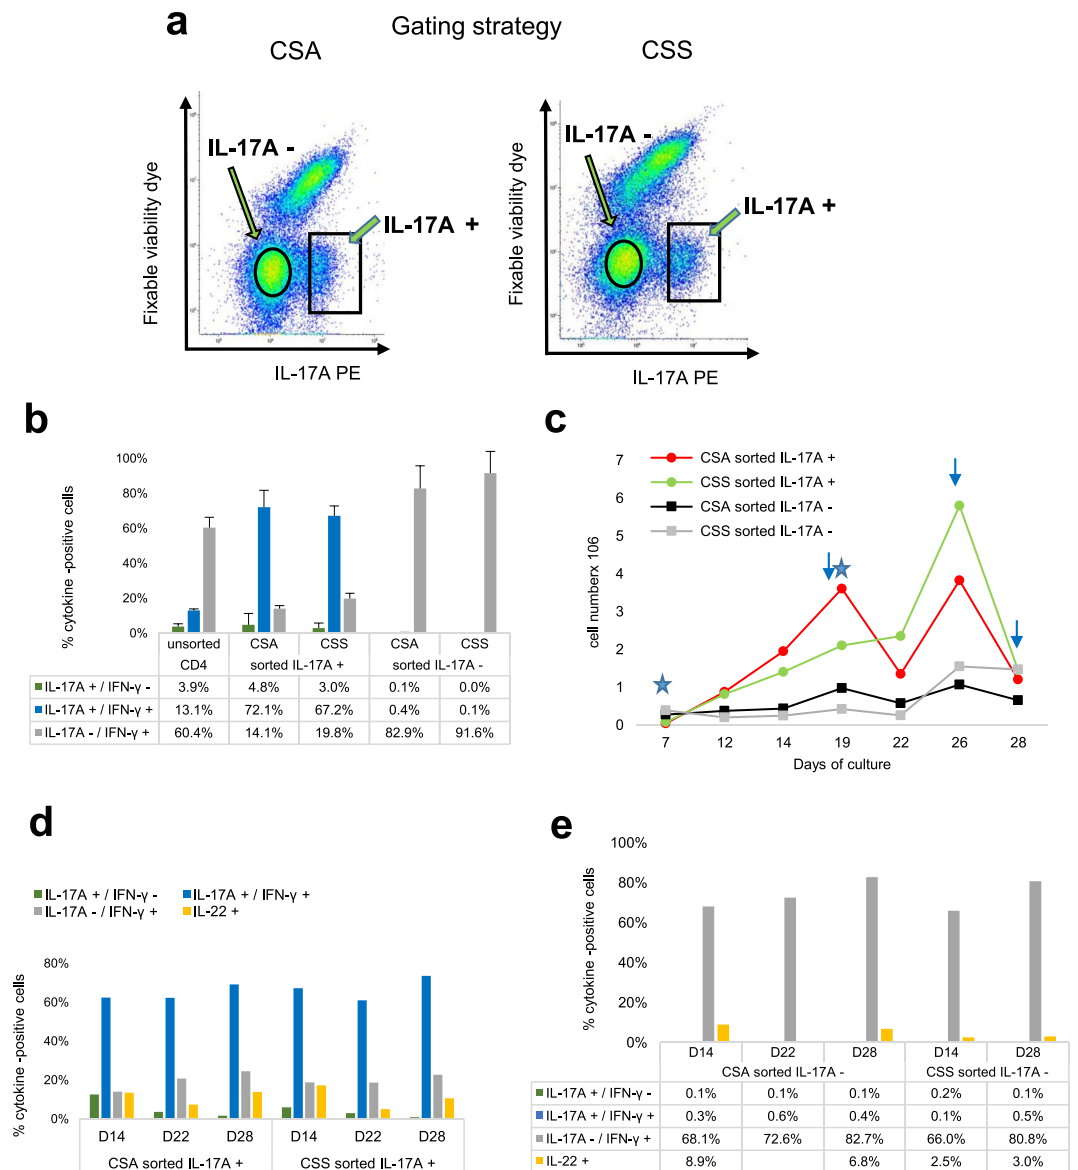 a
Gating strategy
CSA
CSS
IL-17A -
IL-17A +
Fixable viability dye
IL-17A PE
IL-17A -
IL-17A +
Fixable viability dye
IL-17A PE
b
% cytokine -positive cells
100%
80%
60%
40%
20%
0%
unsorted CSA CSS CSA CSS
CD4 sorted IL-17A + sorted IL-17A -
IL-17A + / IFN-γ - 3.9% 4.8% 3.0% 0.1% 0.0%
IL-17A + / IFN-γ + 13.1% 72.1% 67.2% 0.4% 0.1%
IL-17A - / IFN-γ + 60.4% 14.1% 19.8% 82.9% 91.6%
c
CSA sorted IL-17A +
CSS sorted IL-17A +
CSA sorted IL-17A -
CSS sorted IL-17A -
cell numberx 106
7
6
5
4
3
2
1
0
7 12 14 19 22 26 28
Days of culture
d
IL-17A + / IFN-γ - IL-17A + / IFN-γ +
IL-17A - / IFN-γ + IL-22 +
% cytokine -positive cells
80%
60%
40%
20%
0%
D14 D22 D28 D14 D22 D28
CSA sorted IL-17A + CSS sorted IL-17A +
e
% cytokine -positive cells
100%
80%
60%
40%
20%
0%
D14 D22 D28 D14 D28
CSA sorted IL-17A - CSS sorted IL-17A -
IL-17A + / IFN-γ - 0.1% 0.1% 0.1% 0.2% 0.1%
IL-17A + / IFN-γ + 0.3% 0.6% 0.4% 0.1% 0.5%
IL-17A - / IFN-γ + 68.1% 72.6% 82.7% 66.0% 80.8%
IL-22 + 8.9% 6.8% 2.5% 3.0%